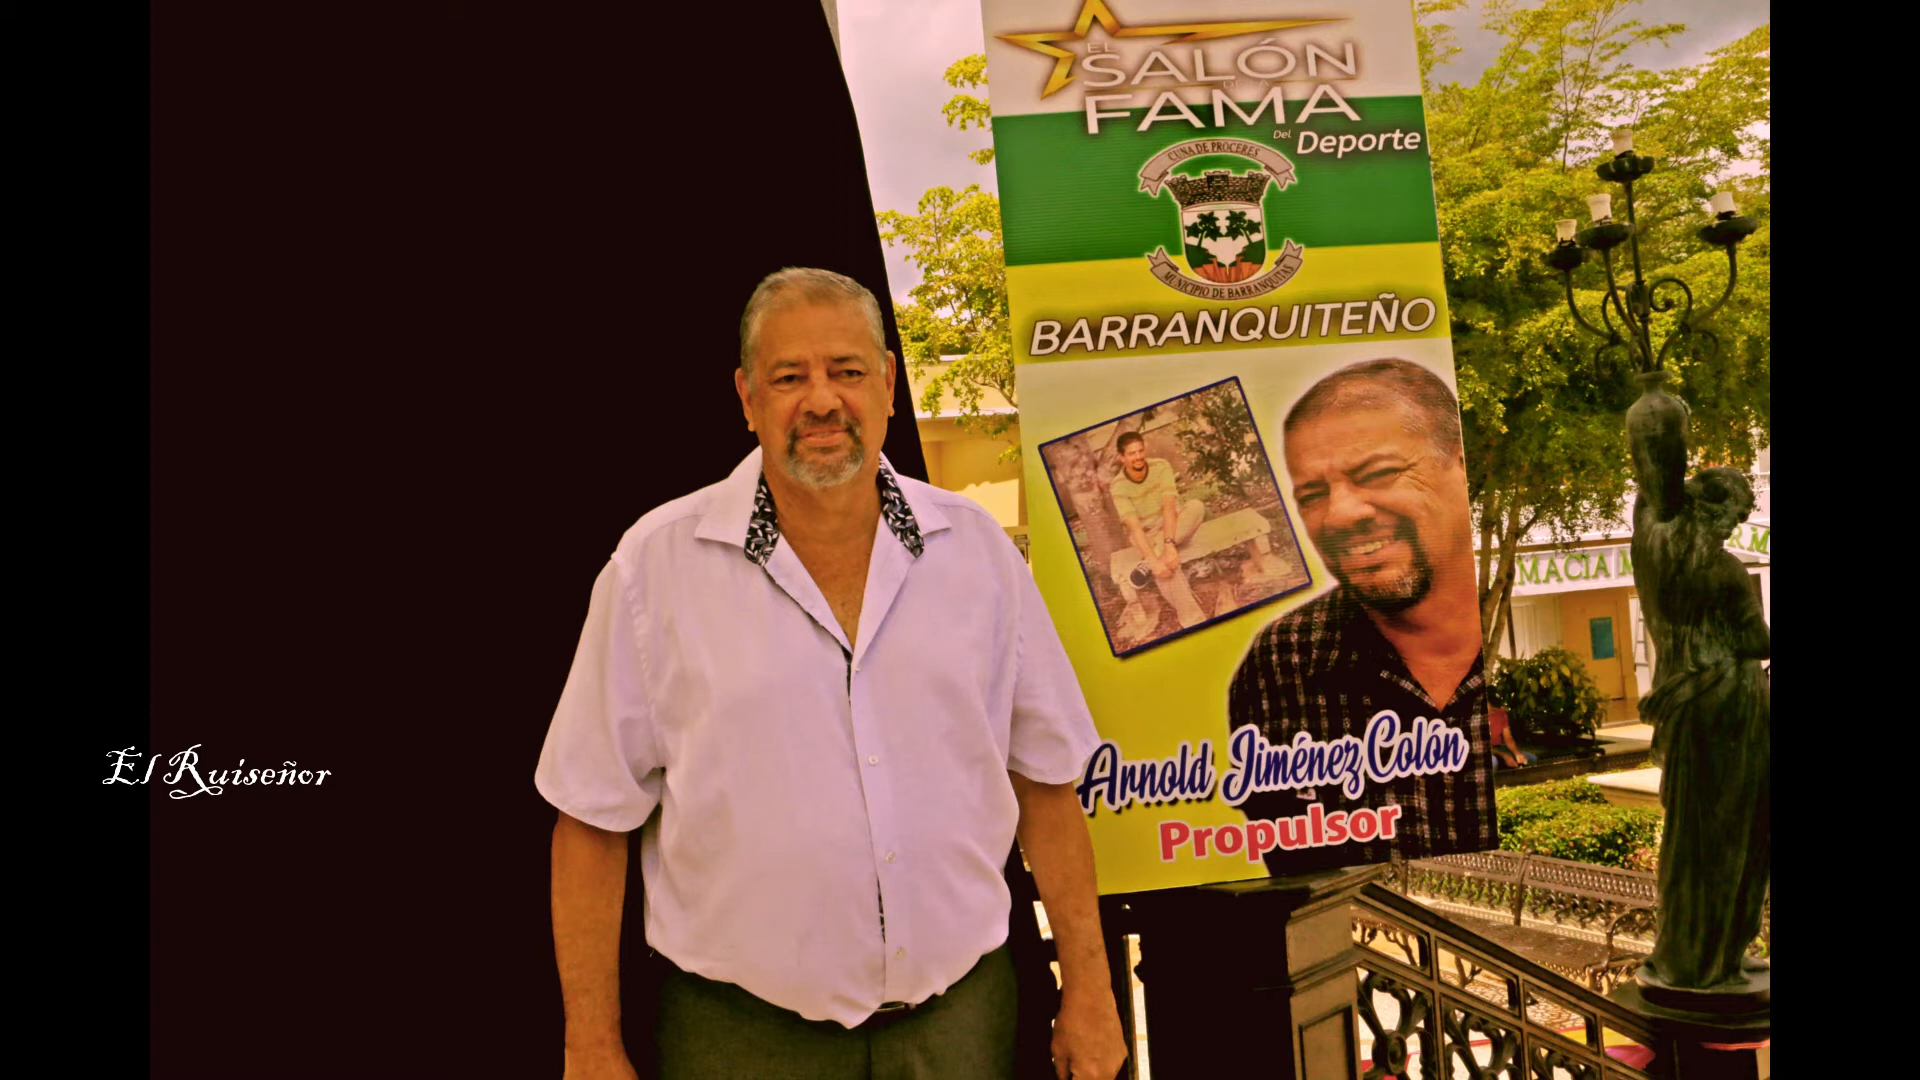 EL
SALÓN
DE LA
FAMA
Del Deporte
CUNA DE PROCERES
MUNICIPIO DE BARRANQUITAS
BARRANQUITEÑO
Arnold Jiménez Colón
Propulsor
El Ruiseñor
MACIA M